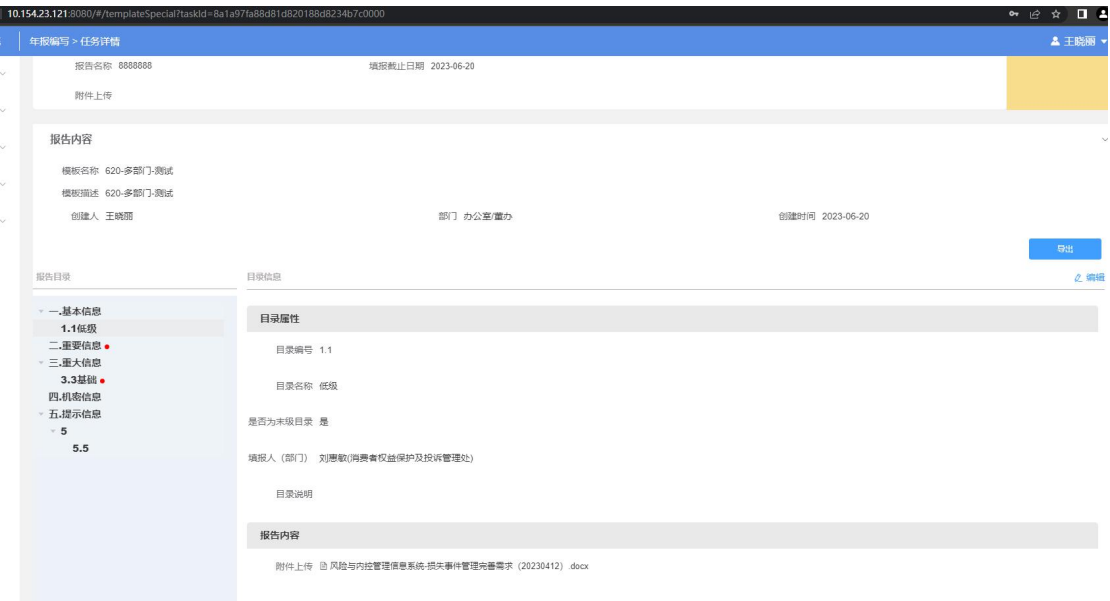 10.154.23.121:8080/#/templateSpecial?taskId=8a1a97fa88d81d820188d8234b7c0000
年报编写 > 任务详情 王晓丽
报告名称 8888888 填报截止日期 2023-06-20
附件上传
报告内容
模板名称 620-多部门-测试
模板描述 620-多部门-测试
创建人 王晓丽 部门 办公室/董办 创建时间 2023-06-20
导出
报告目录 目录信息 编辑
一.基本信息
1.1低级
二.重要信息
三.重大信息
3.3基础
四.机密信息
五.提示信息
5
5.5
目录属性
目录编号 1.1
目录名称 低级
是否为末级目录 是
填报人（部门） 刘惠敏(消费者权益保护及投诉管理处)
目录说明
报告内容
附件上传 风险与内控管理信息系统-损失事件管理完善需求（20230412）.docx